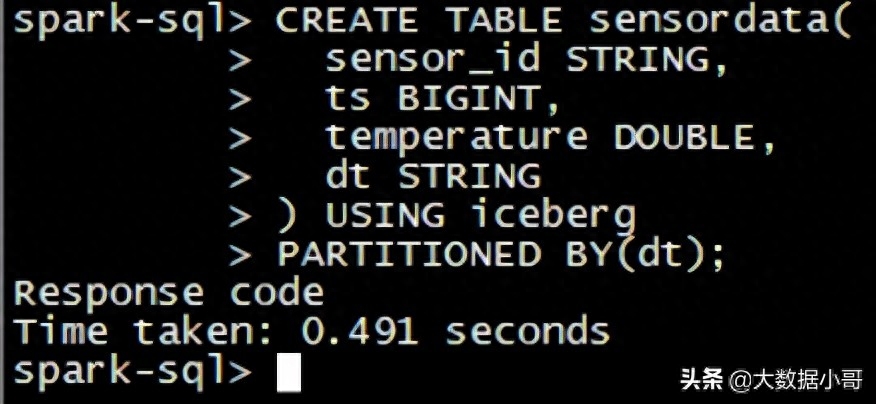 spark-sql> CREATE TABLE sensordata(
         >   sensor_id STRING,
         >   ts BIGINT,
         >   temperature DOUBLE,
         >   dt STRING
         > ) USING iceberg
         > PARTITIONED BY(dt);
Response code
Time taken: 0.491 seconds
spark-sql>
头条 @大数据小哥